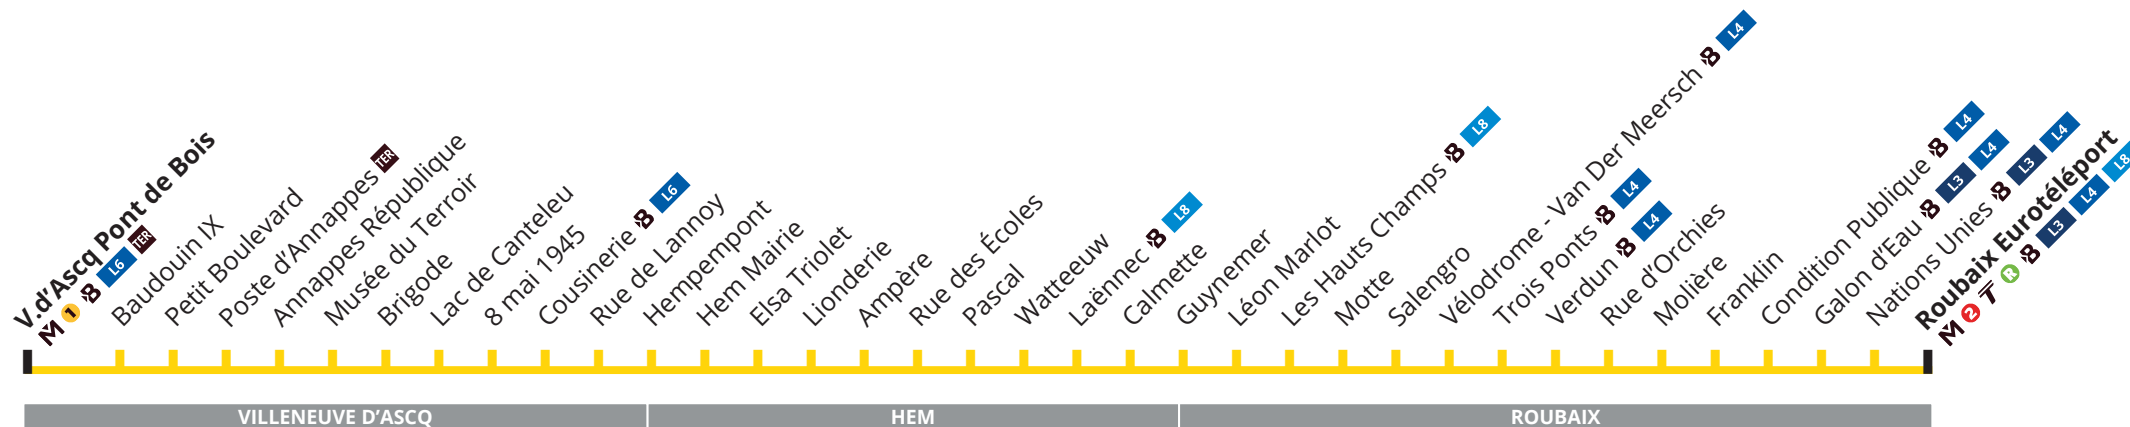 V.d'Ascq Pont de Bois
M 1 B L6 TER
Baudouin IX
Petit Boulevard
Poste d'Annappes TER
Annappes République
Musée du Terroir
Brigode
Lac de Canteleu
8 mai 1945
Cousinerie B L6
Rue de Lannoy
Hempempont
Hem Mairie
Elsa Triolet
Lionderie
Ampère
Rue des Écoles
Pascal
Watteeuw
Laënnec B L8
Calmette
Guynemer
Léon Marlot
Les Hauts Champs B L8
Motte
Salengro
Vélodrome - Van Der Meersch B L4
Trois Ponts B L4
Verdun B L4
Rue d'Orchies
Molière
Franklin
Condition Publique B L4
Galon d'Eau B L3 L4
Nations Unies B L3 L4
Roubaix Eurotéléport
M 2 T R B L3 L4 L8
VILLENEUVE D'ASCQ
HEM
ROUBAIX